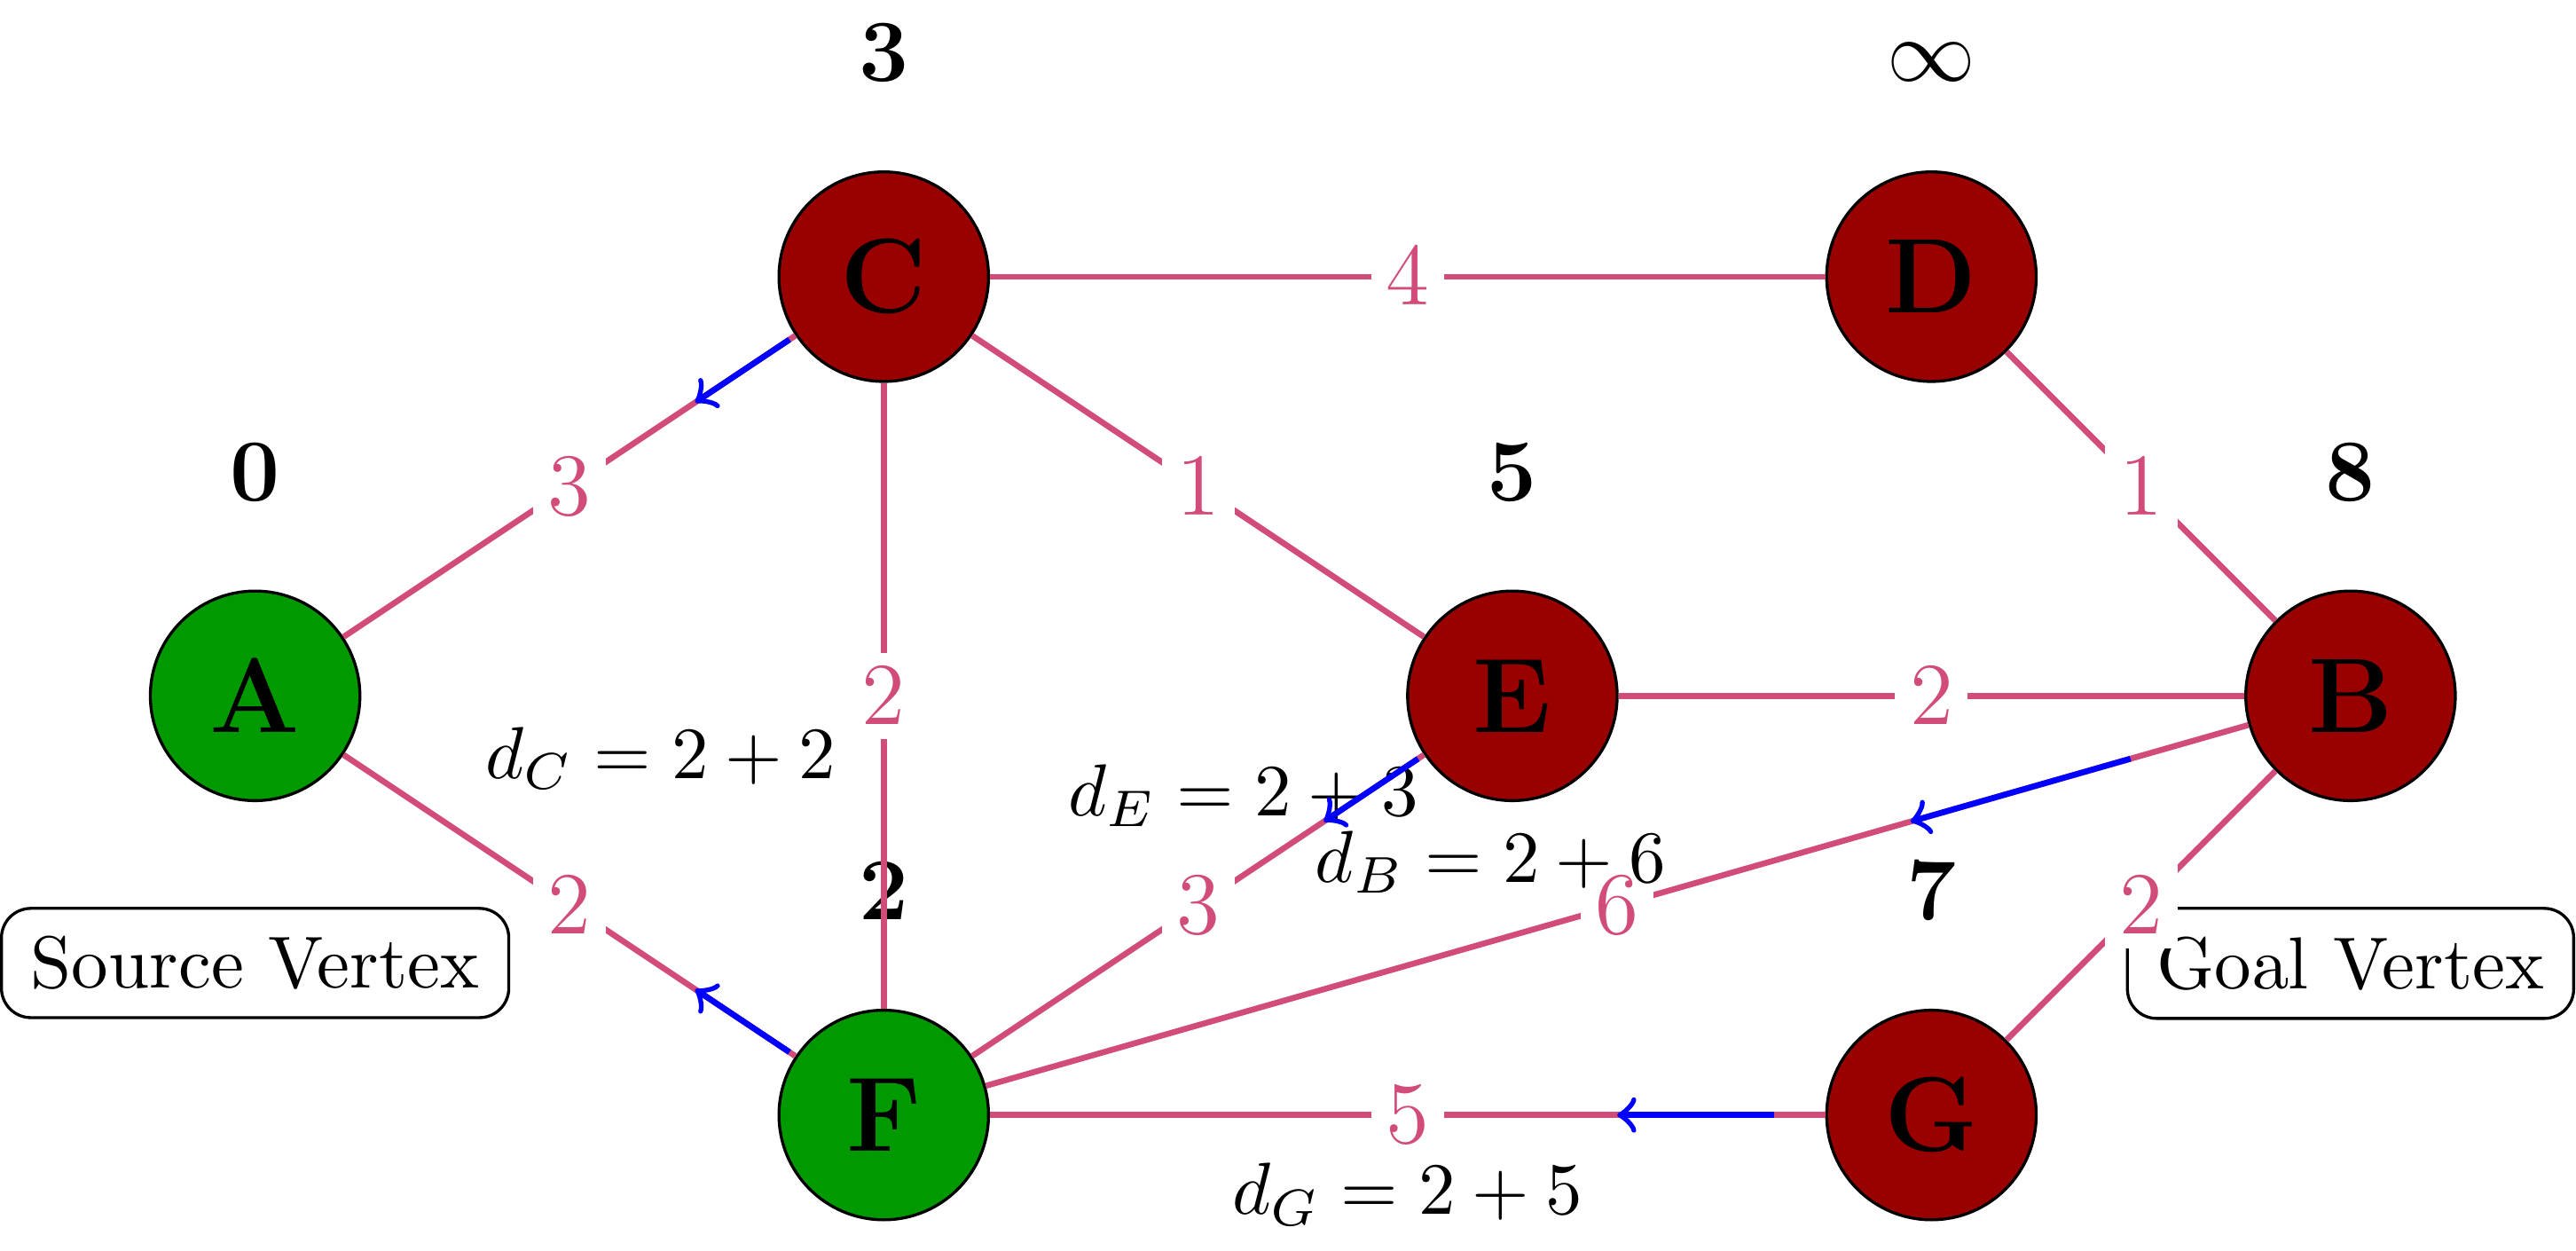 3
∞
C
4
D
3
1
1
0
5
8
A
2
E
2
B
d_C = 2 + 2
d_E = 2 + 3
d_B = 2 + 6
2
2
3
6
7
2
Source Vertex
Goal Vertex
F
5
G
d_G = 2 + 5